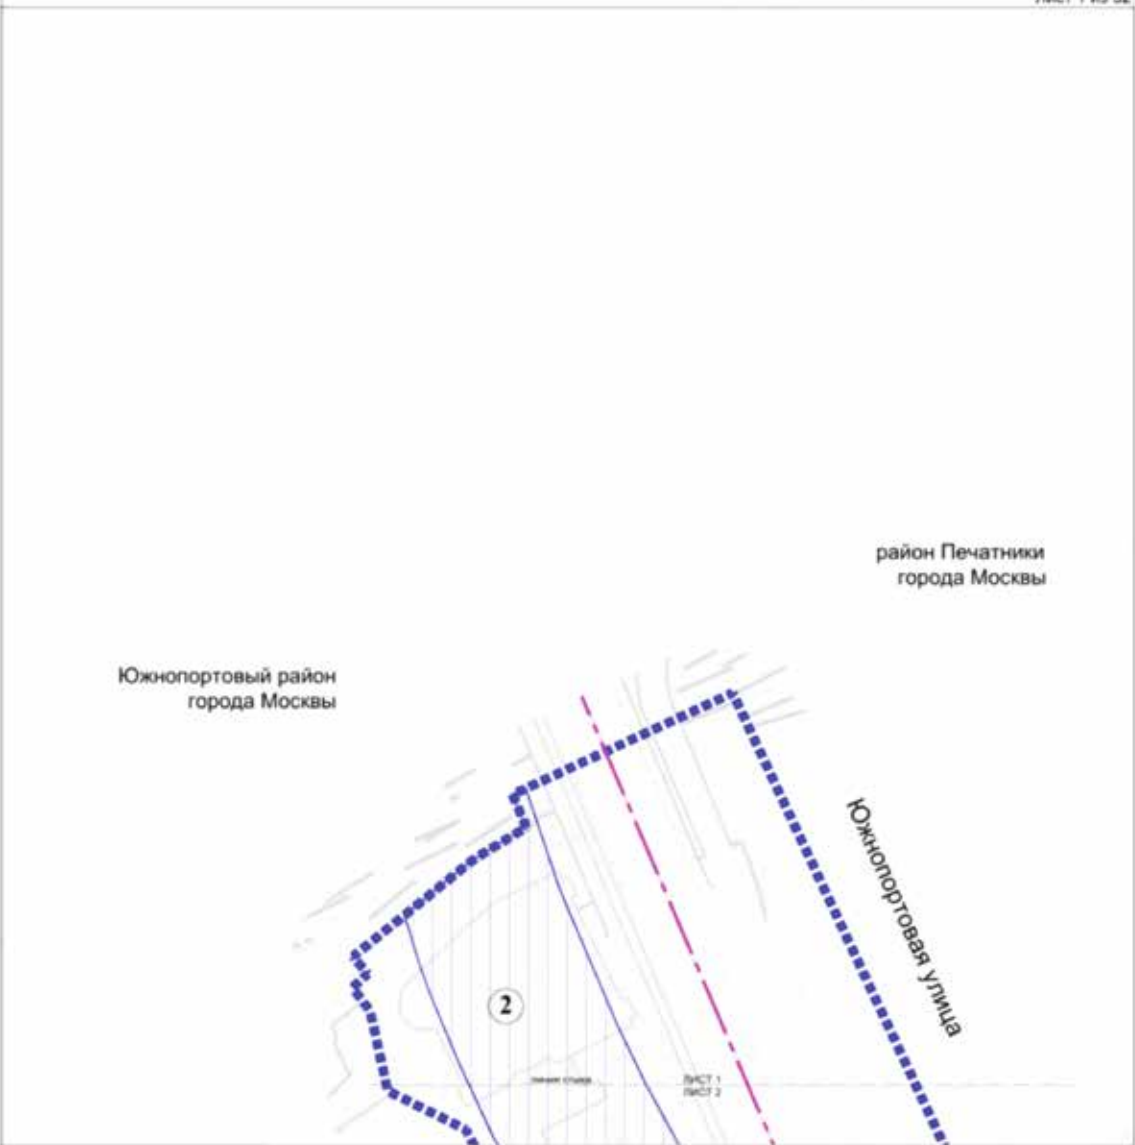 район Печатники
города Москвы
Южнопортовый район
города Москвы
Южнопортовая улица
2
линия стыка
ЛИСТ 1
ЛИСТ 2